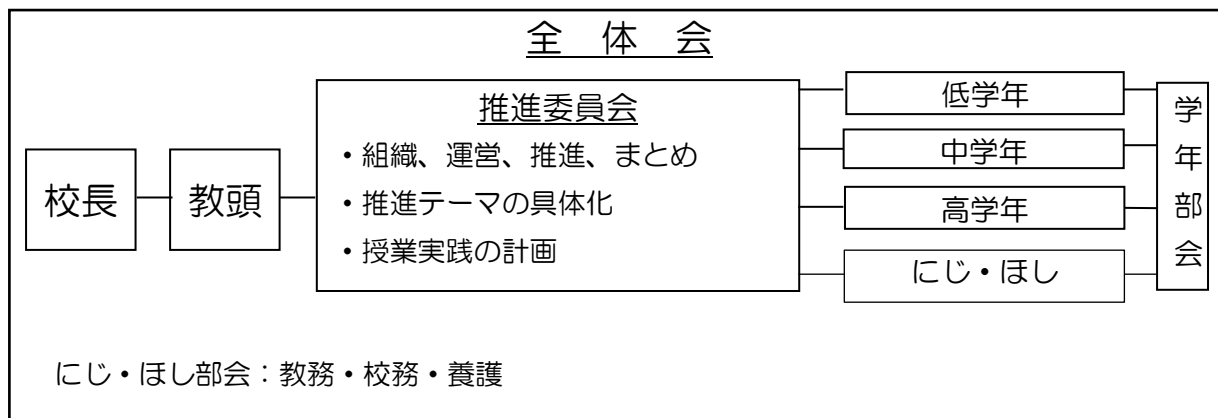 全 体 会
校長
教頭
推進委員会
・組織、運営、推進、まとめ
・推進テーマの具体化
・授業実践の計画
低学年
中学年
高学年
にじ・ほし
学年部会
にじ・ほし部会：教務・校務・養護